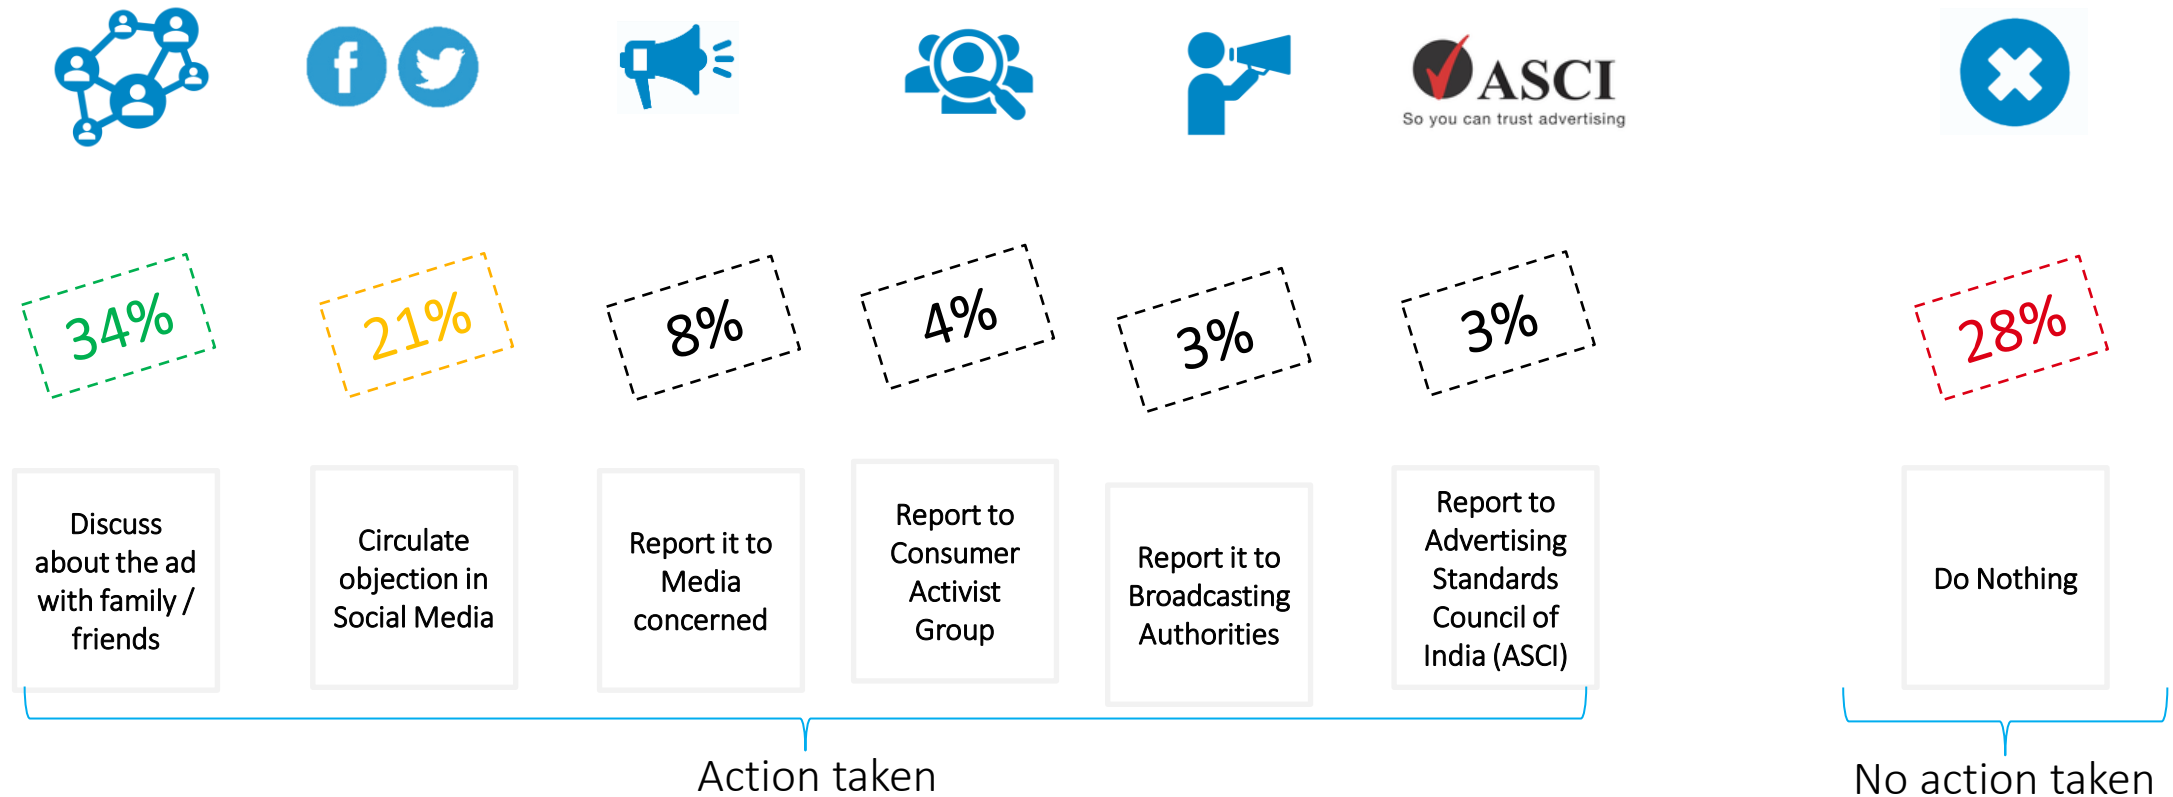 f
ASCI
So you can trust advertising
34%
21%
8%
4%
3%
3%
28%
Discuss
about the ad
with family /
friends
Circulate
objection in
Social Media
Report it to
Media
concerned
Report to
Consumer
Activist
Group
Report it to
Broadcasting
Authorities
Report to
Advertising
Standards
Council of
India (ASCI)
Do Nothing
Action taken
No action taken